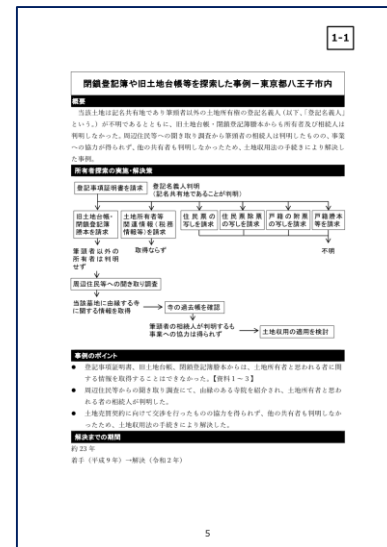 1-1
閉鎖登記簿や旧土地台帳等を探索した事例－東京都八王子市内
概要
当該土地は記名共有地であり筆頭者以外の土地所有権の登記名義人（以下、「登記名義人」
という。）が不明であるとともに、旧土地台帳・閉鎖登記簿謄本からも所有者及び相続人は
判明しなかった。周辺住民等への聞き取り調査から筆頭者の相続人は判明したものの、事業
への協力が得られず、他の共有者も判明しなかったため、土地収用法の手続きにより解決し
た事例。
所有者探索の実施・解決策
登記事項証明書を請求
登記名義人判明
（記名共有地であることが判明）
旧土地台帳・
閉鎖登記簿
謄本を請求
土地所有者等
関連情報（税務
情報等）を請求
住民票の
写しを請求
住民票除票
の写しを請求
戸籍の附票
の写しを請求
戸籍謄本
等を請求
筆頭者以外の
所有者は判明
せず
取得ならず
不明
周辺住民等への聞き取り調査
当該墓地に由縁する寺
に関する情報を取得
寺の過去帳を確認
筆頭者の相続人が判明するも
事業への協力は得られず
土地収用の適用を検討
事例のポイント
● 登記事項証明書、旧土地台帳、閉鎖登記簿謄本からは、土地所有者と思われる者に関
する情報を取得することはできなかった。【資料１～３】
● 周辺住民等からの聞き取り調査にて、由縁のある寺院を紹介され、土地所有者と思わ
れる者の相続人が判明した。
● 土地売買契約に向けて交渉を行ったものの協力を得られず、他の共有者も判明しなか
ったため、土地収用法の手続きにより解決した。
解決までの期間
約 23 年
着手（平成９年）→解決（令和２年）
5